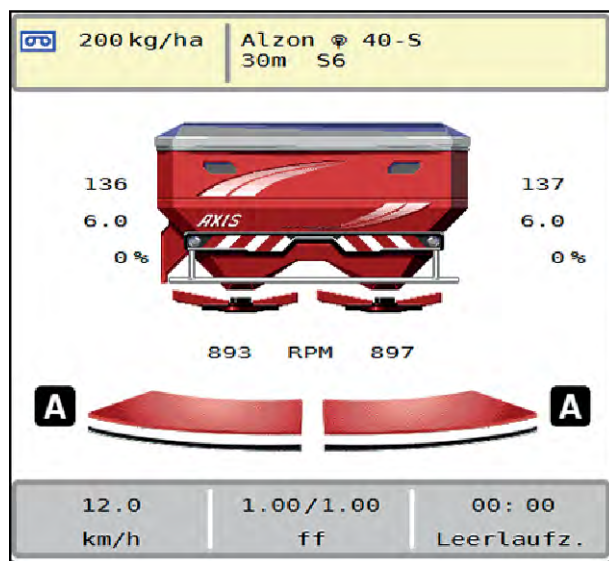 200 kg/ha
Alzon 40-S
30m S6
136
137
6.0
6.0
0 %
0 %
AXIS
893 RPM 897
A
A
12.0
1.00/1.00
00:00
km/h
ff
Leerlaufz.